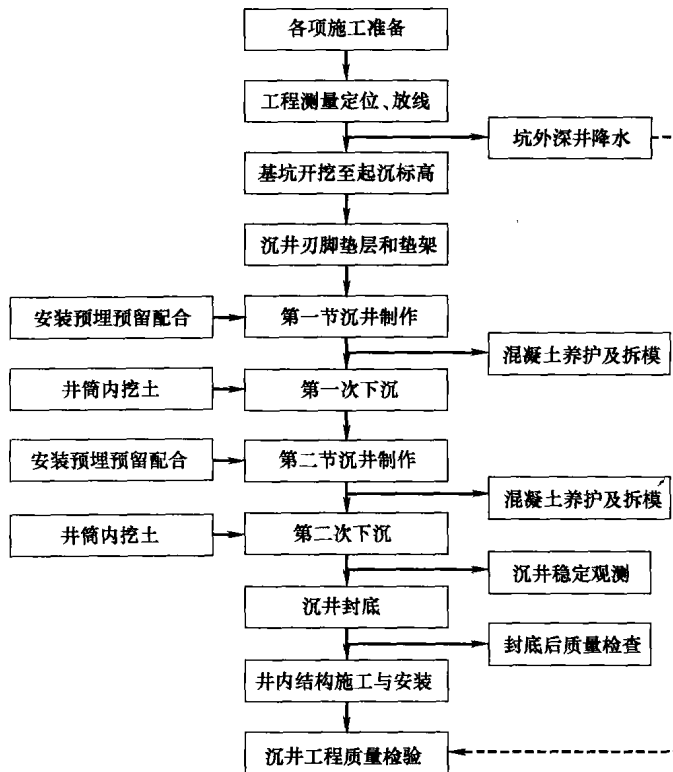 各项施工准备
工程测量定位、放线
坑外深井降水
基坑开挖至起沉标高
沉井刃脚垫层和垫架
安装预埋预留配合
第一节沉井制作
混凝土养护及拆模
井筒内挖土
第一次下沉
安装预埋预留配合
第二节沉井制作
混凝土养护及拆模
井筒内挖土
第二次下沉
沉井稳定观测
沉井封底
封底后质量检查
井内结构施工与安装
沉井工程质量检验